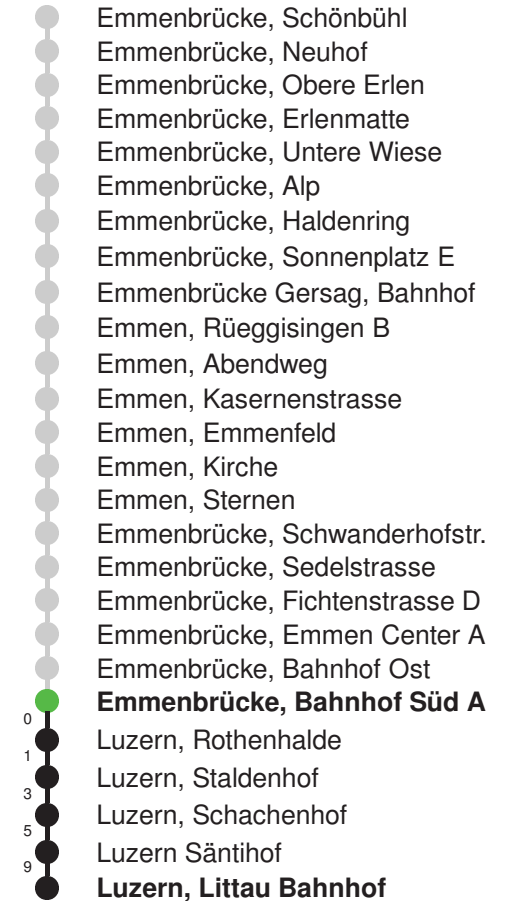 Emmenbrücke, Schönbühl
Emmenbrücke, Neuhof
Emmenbrücke, Obere Erlen
Emmenbrücke, Erlenmatte
Emmenbrücke, Untere Wiese
Emmenbrücke, Alp
Emmenbrücke, Haldenring
Emmenbrücke, Sonnenplatz E
Emmenbrücke Gersag, Bahnhof
Emmen, Rüeggisingen B
Emmen, Abendweg
Emmen, Kasernenstrasse
Emmen, Emmenfeld
Emmen, Kirche
Emmen, Sternen
Emmenbrücke, Schwanderhofstr.
Emmenbrücke, Sedelstrasse
Emmenbrücke, Fichtenstrasse D
Emmenbrücke, Emmen Center A
Emmenbrücke, Bahnhof Ost
Emmenbrücke, Bahnhof Süd A
0
Luzern, Rothenhalde
1
Luzern, Staldenhof
3
Luzern, Schachenhof
5
Luzern Säntihof
9
Luzern, Littau Bahnhof